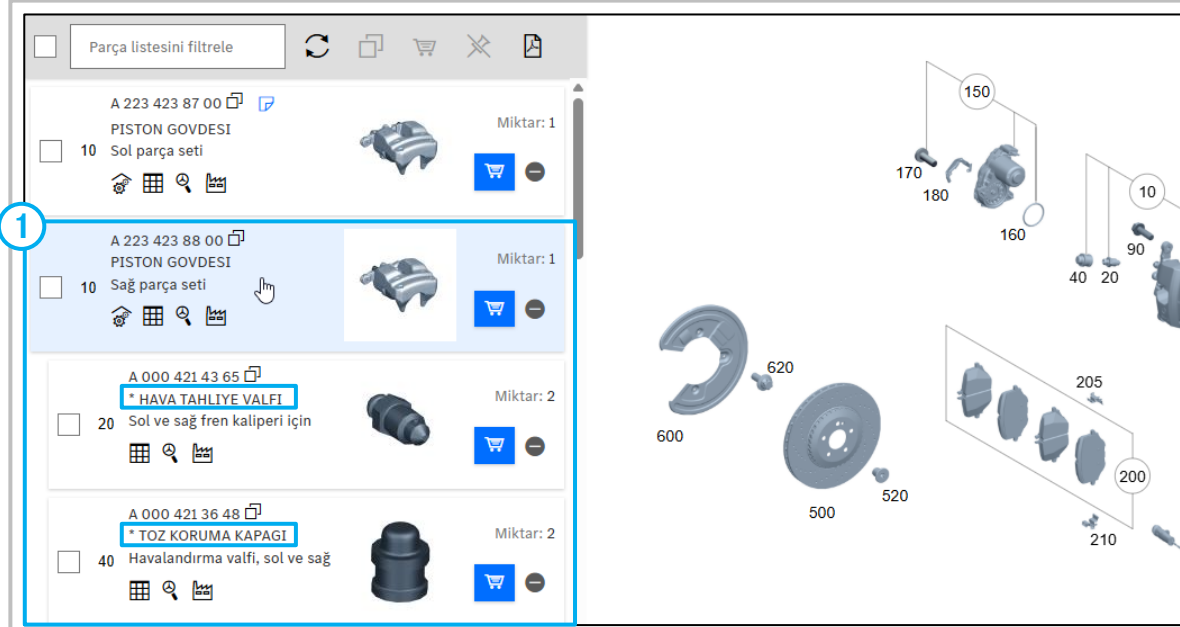 Parça listesini filtrele
A 223 423 87 00
PISTON GOVDESI
10 Sol parça seti
Miktar: 1
1
A 223 423 88 00
PISTON GOVDESI
10 Sağ parça seti
Miktar: 1
A 000 421 43 65
* HAVA TAHLIYE VALFI
20 Sol ve sağ fren kaliperi için
Miktar: 2
A 000 421 36 48
* TOZ KORUMA KAPAGI
40 Havalandırma valfi, sol ve sağ
Miktar: 2
150
170
180
160
10
90
40 20
620
600
500
520
205
200
210